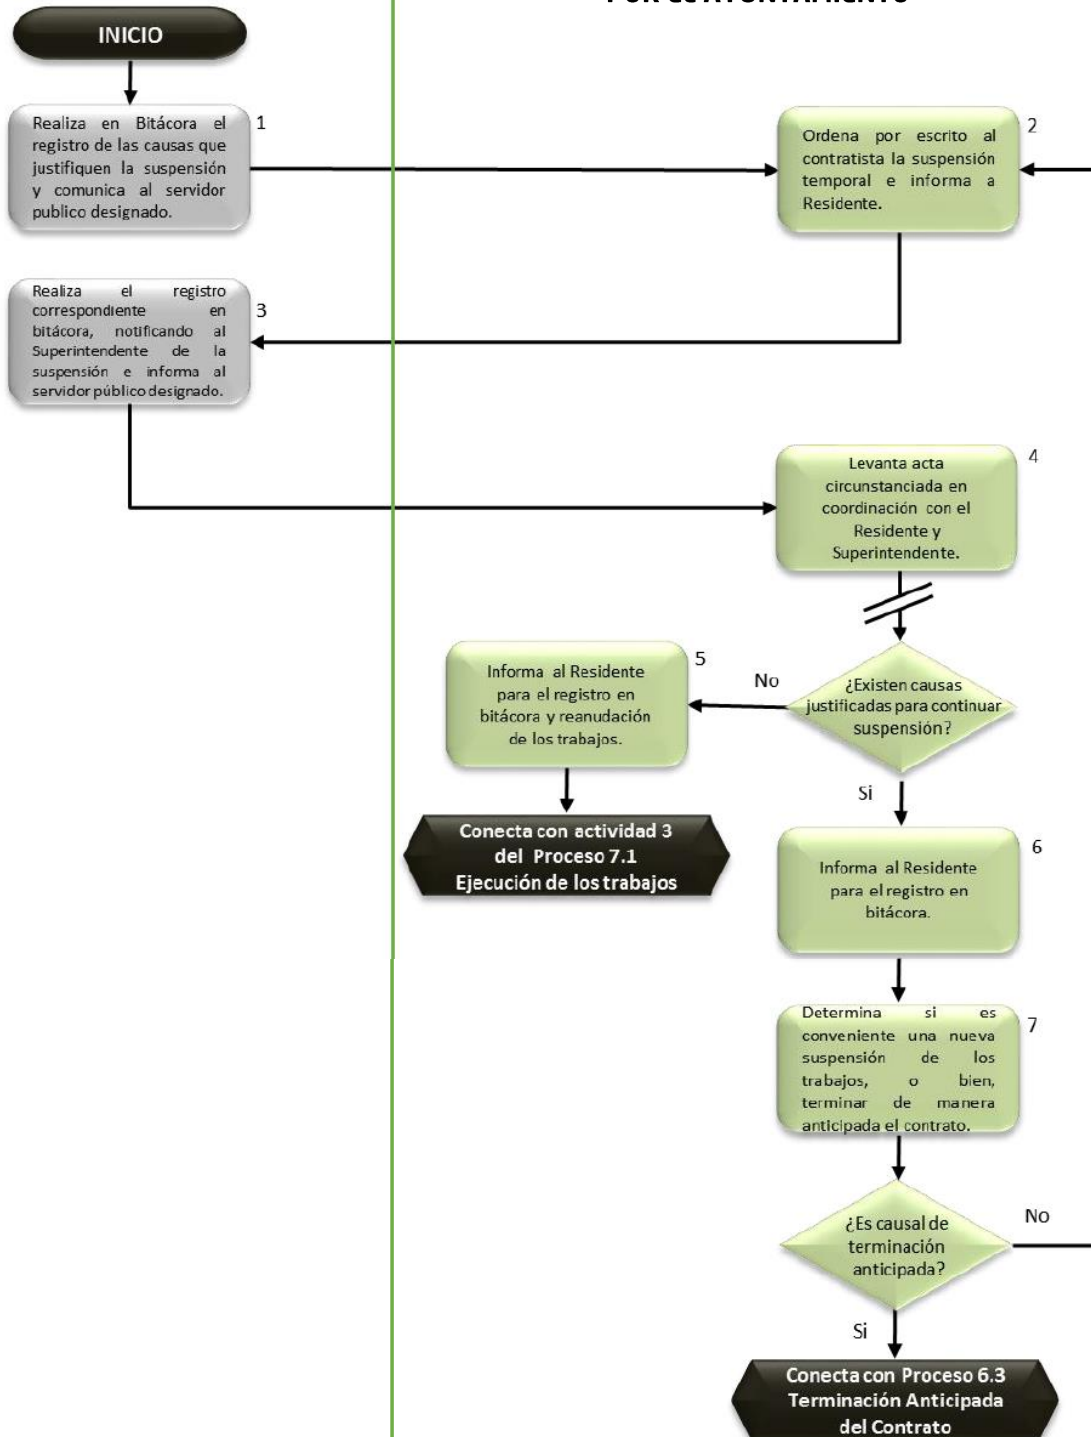 POR EL AYUNTAMIENTO
INICIO
Realiza en Bitácora el
registro de las causas que
justifiquen la suspensión
y comunica al servidor
publico designado.
1
Ordena por escrito al
contratista la suspensión
temporal e informa a
Residente.
2
Realiza el registro
correspondiente en
bitácora, notificando al
Superintendente de la
suspensión e informa al
servidor público designado.
3
Levanta acta
circunstanciada en
coordinación con el
Residente y
Superintendente.
4
¿Existen causas
justificadas para continuar
suspensión?
No
Informa al Residente
para el registro en
bitácora y reanudación
de los trabajos.
5
Conecta con actividad 3
del Proceso 7.1
Ejecución de los trabajos
Si
Informa al Residente
para el registro en
bitácora.
6
Determina si es
conveniente una nueva
suspensión de los
trabajos, o bien,
terminar de manera
anticipada el contrato.
7
¿Es causal de
terminación
anticipada?
No
Si
Conecta con Proceso 6.3
Terminación Anticipada
del Contrato